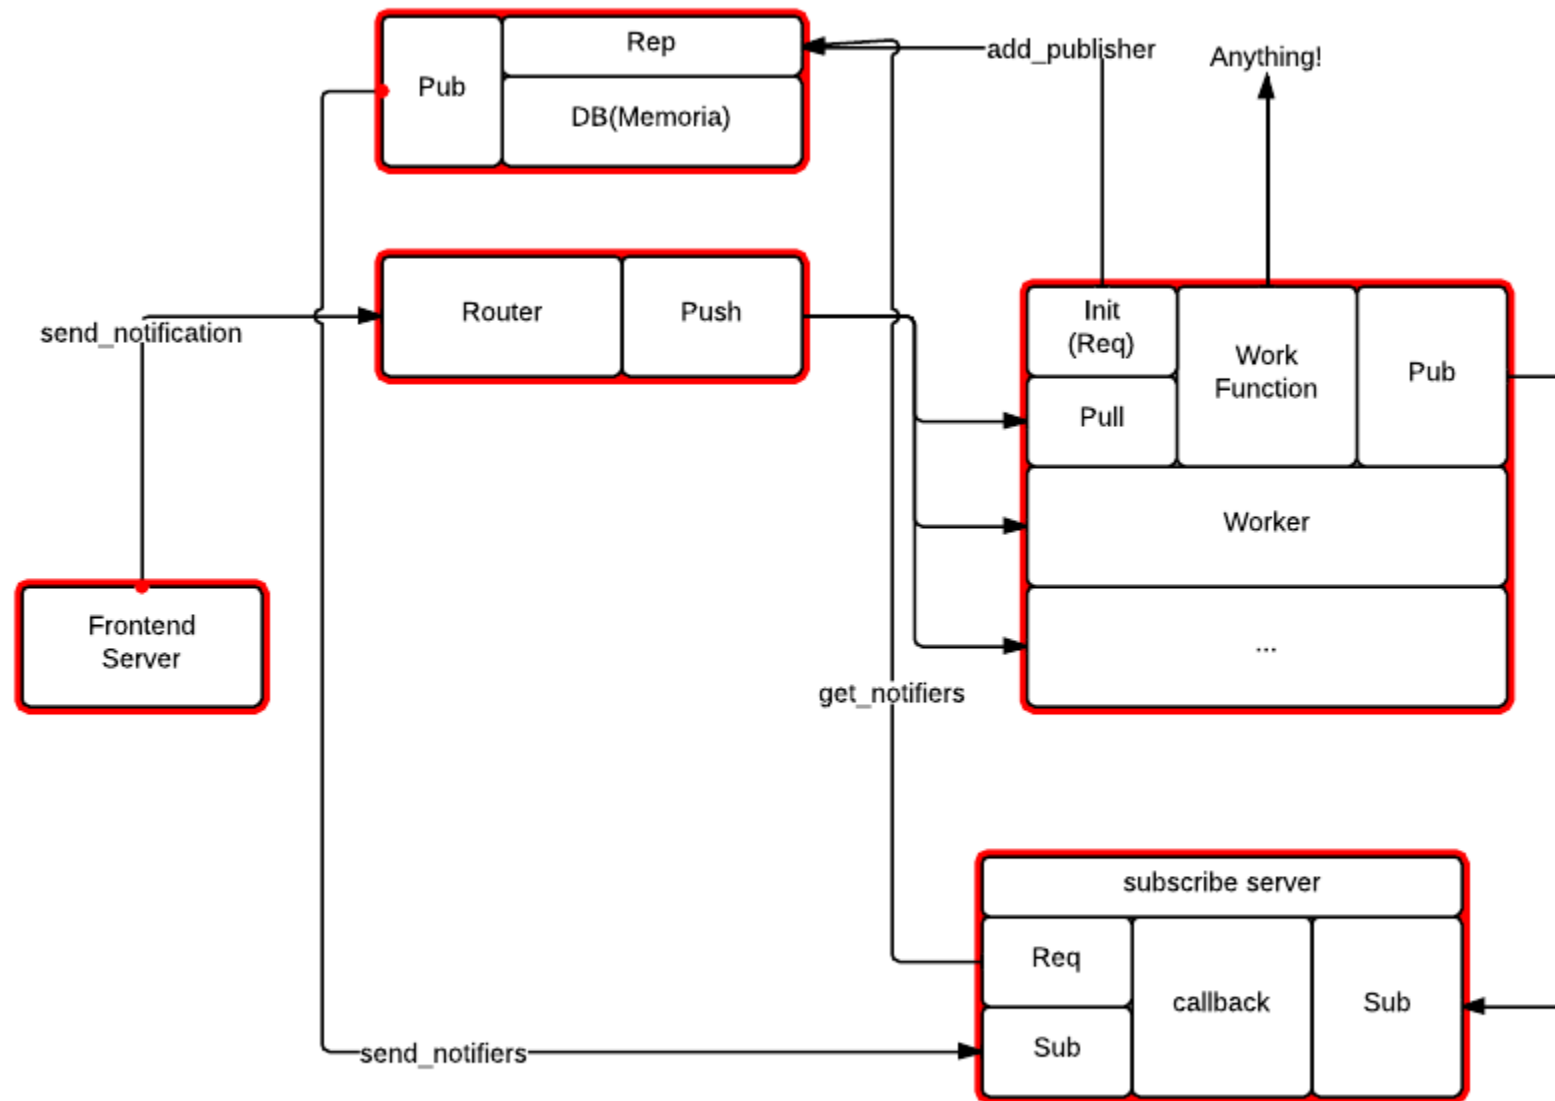 Pub
Rep
DB(Memoria)
add_publisher
Anything!
send_notification
Router
Push
Init
(Req)
Pull
Work
Function
Pub
Worker
...
Frontend
Server
get_notifiers
subscribe server
Req
callback
Sub
Sub
send_notifiers